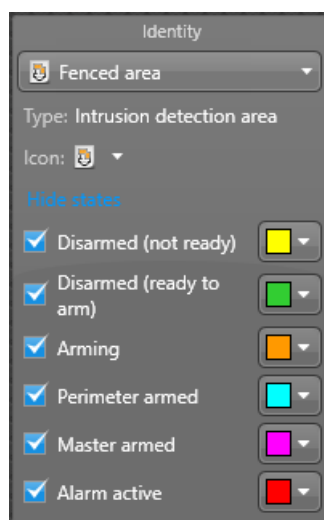 Identity
Fenced area
Type: Intrusion detection area
Icon:
Hide states
Disarmed (not ready)
Disarmed (ready to
arm)
Arming
Perimeter armed
Master armed
Alarm active